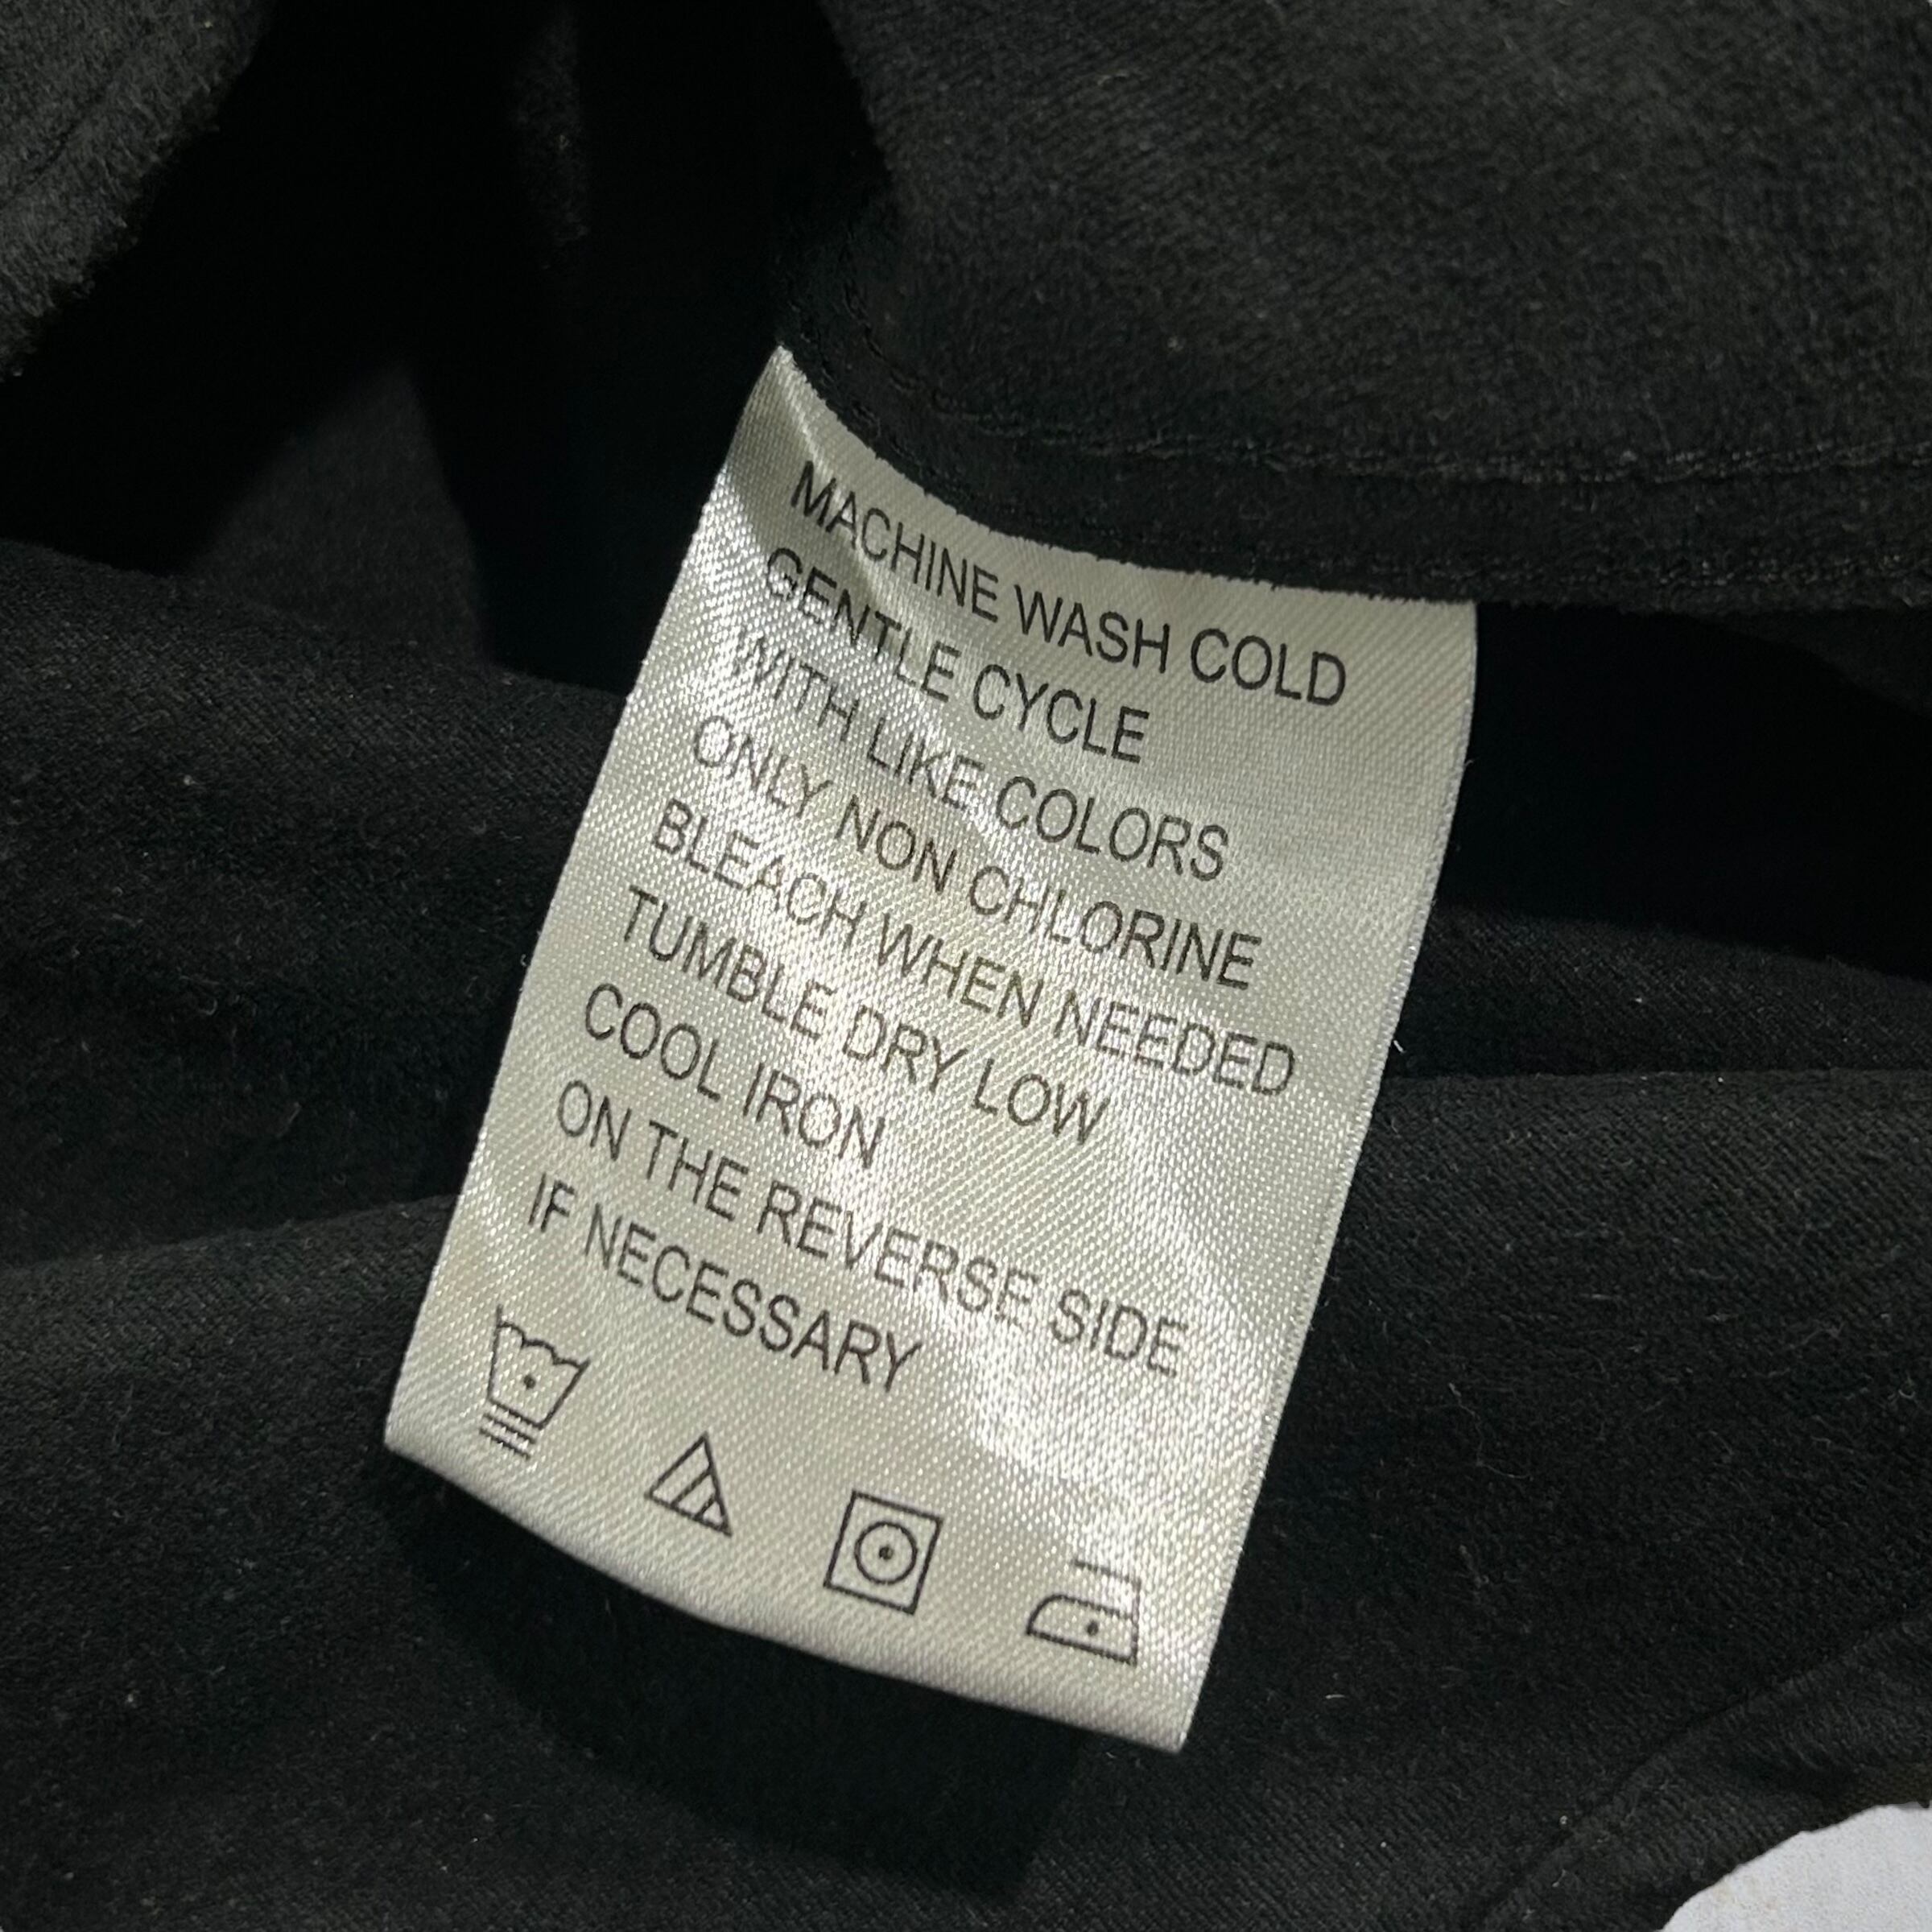 MACHINE WASH COLD
GENTLE CYCLE
WITH LIKE COLORS
ONLY NON CHLORINE
BLEACH WHEN NEEDED
TUMBLE DRY LOW
COOL IRON
ON THE REVERSE SIDE
IF NECESSARY